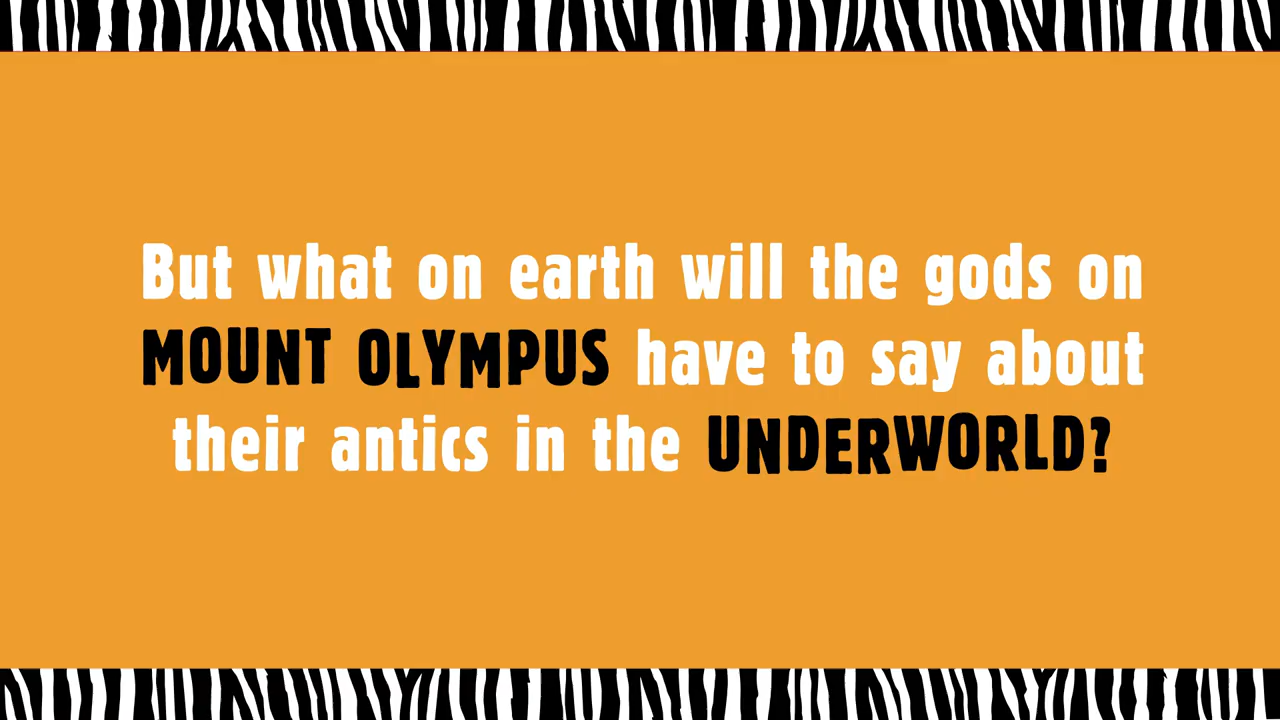 But what on earth will the gods on
MOUNT OLYMPUS have to say about
their antics in the UNDERWORLD?